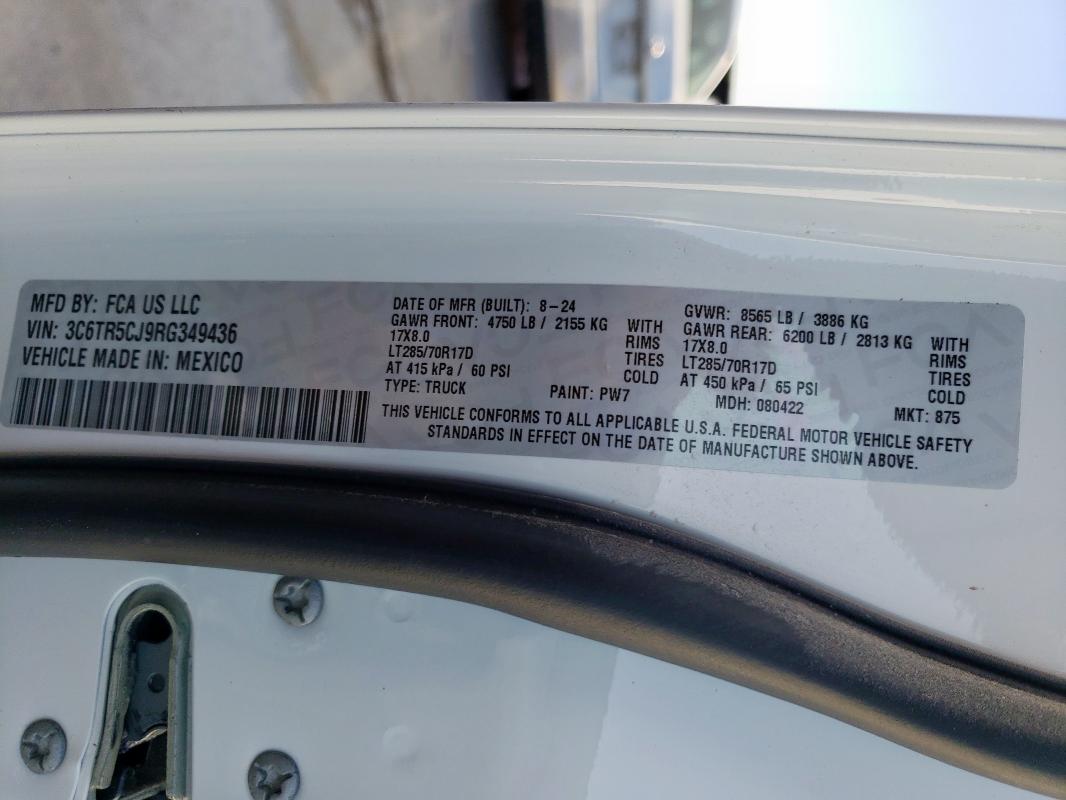 MFD BY: FCA US LLC
VIN: 3C6TR5CJ9RG349436
VEHICLE MADE IN: MEXICO
DATE OF MFR (BUILT): 8-24
GAWR FRONT: 4750 LB / 2155 KG WITH
17X8.0 RIMS
LT285/70R17D TIRES
AT 415 kPa / 60 PSI COLD
TYPE: TRUCK PAINT: PW7
GVWR: 8565 LB / 3886 KG
GAWR REAR: 6200 LB / 2813 KG WITH
17X8.0 RIMS
LT285/70R17D TIRES
AT 450 kPa / 65 PSI COLD
MDH: 080422 MKT: 875
THIS VEHICLE CONFORMS TO ALL APPLICABLE U.S.A. FEDERAL MOTOR VEHICLE SAFETY
STANDARDS IN EFFECT ON THE DATE OF MANUFACTURE SHOWN ABOVE.